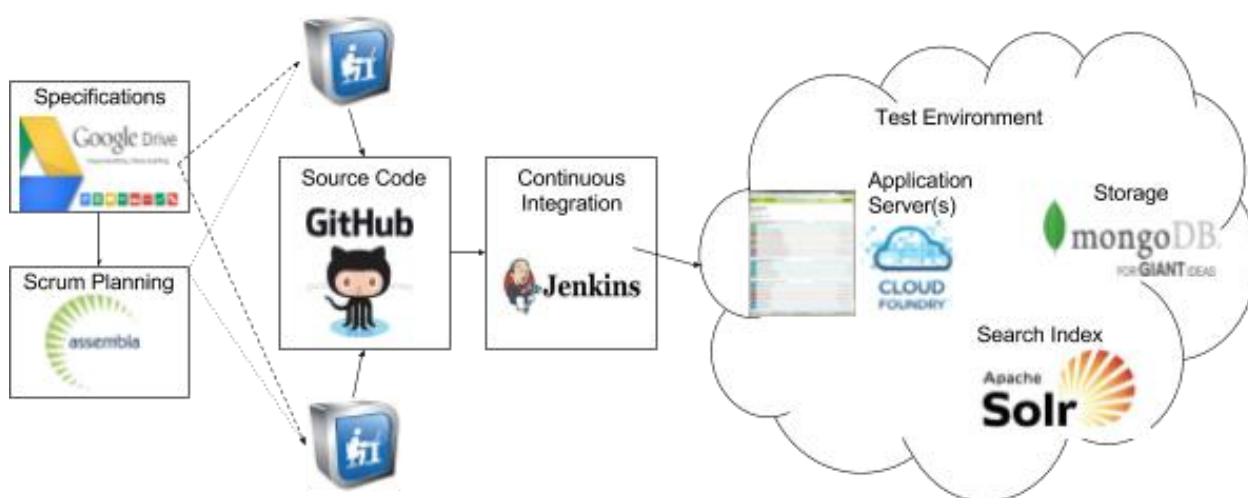 Specifications
Google Drive
Scrum Planning
assembla
Source Code
GitHub
Continuous
Integration
Jenkins
Test Environment
Application
Server(s)
CLOUD
FOUNDRY
Storage
mongoDB
FOR GIANT IDEAS
Search Index
Apache
Solr